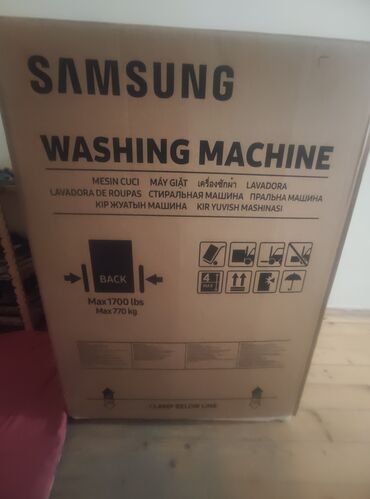 SAMSUNG
WASHING MACHINE
MESIN CUCI MÁY GIẶT เครื่องซักผ้า LAVADORA
LAVADORA DE ROUPAS СТИРАЛЬНАЯ МАШИНА ПРАЛЬНА МАШИНА
КІР ЖУАТЫН МАШИНА KIR YUVISH MASHINASI
BACK
Max 1700 lbs
Max 770 kg
4
MAX
CLAMP BELOW LINE